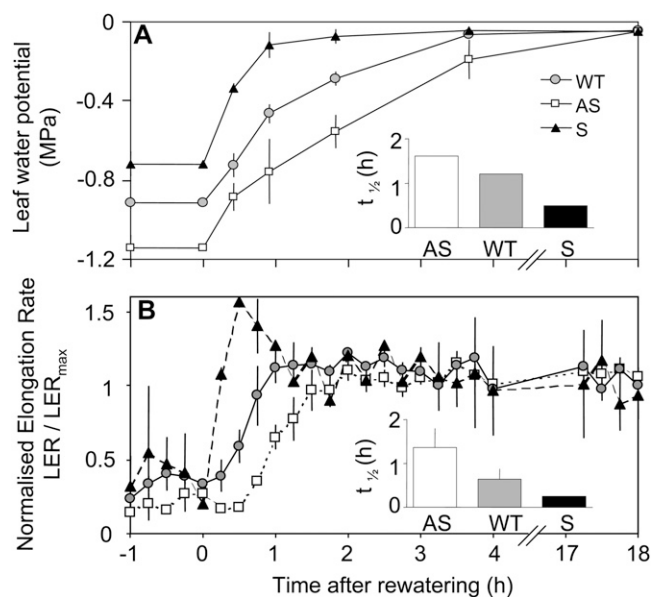 A
0
-0.4
-0.8
-1.2
Leaf water potential
(MPa)
WT
AS
S
t ½ (h)
2
1
0
AS WT S
B
1.5
1
0.5
0
Normalised Elongation Rate
LER / LERmax
t ½ (h)
2
1
0
AS WT S
-1 0 1 2 3 4 17 18
Time after rewatering (h)